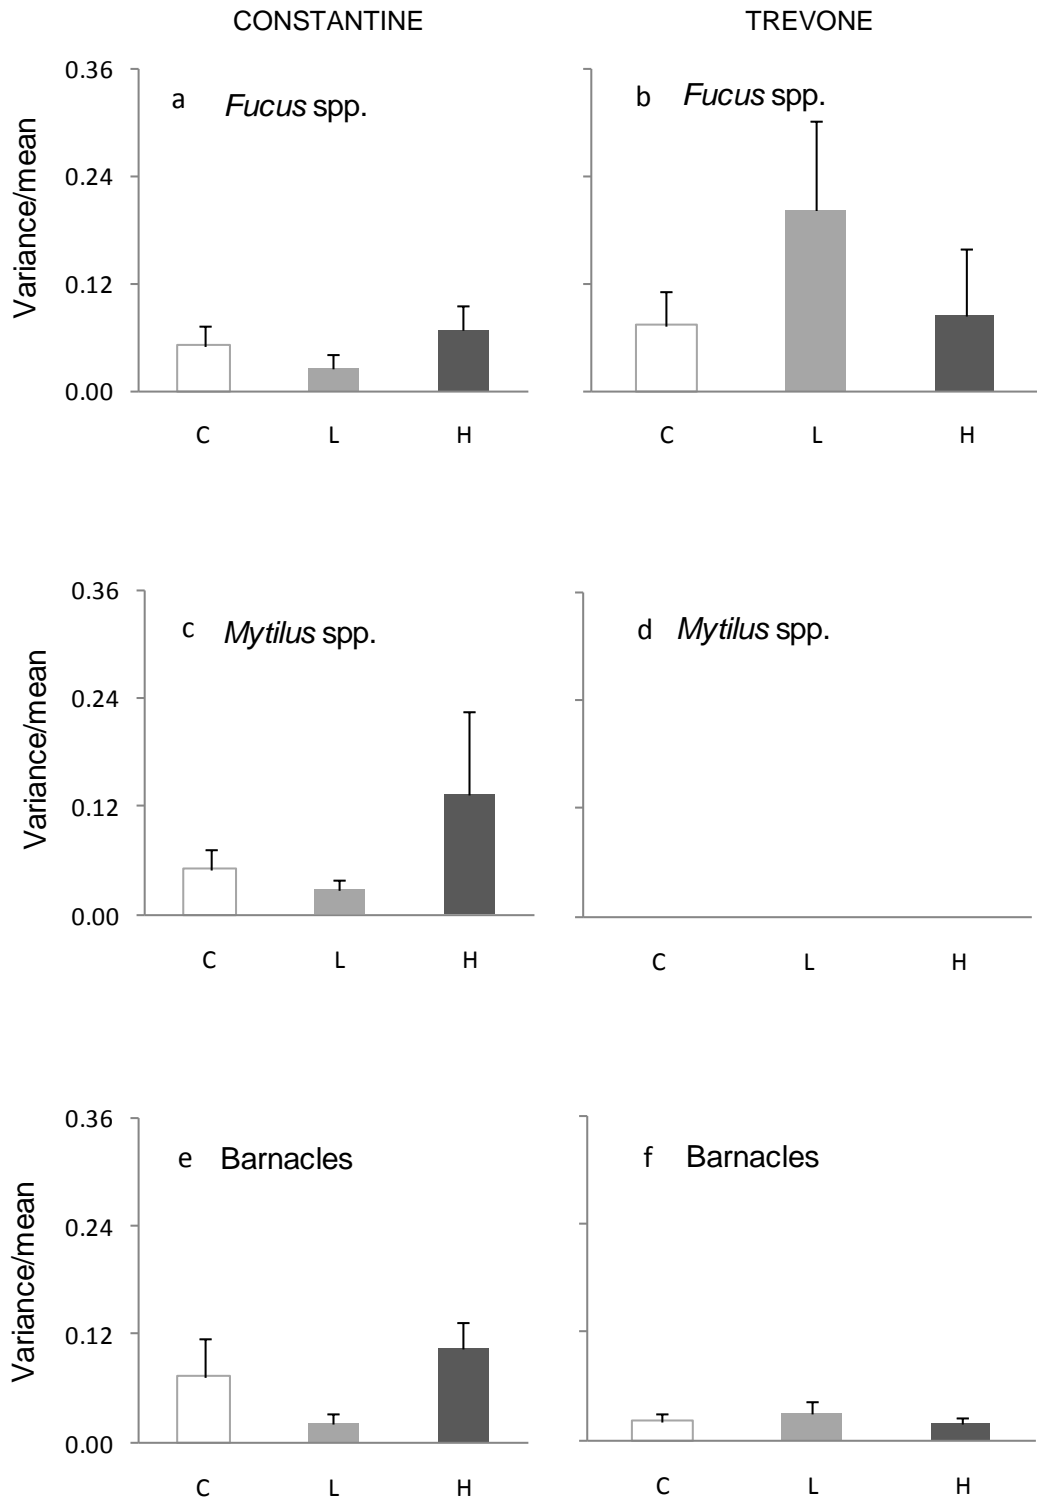 CONSTANTINE TREVONE
0.36
a Fucus spp.
b Fucus spp.
0.24
Variance/mean
0.12
0.00
C L H
C L H
0.36
c Mytilus spp.
d Mytilus spp.
0.24
Variance/mean
0.12
0.00
C L H
C L H
0.36
e Barnacles
f Barnacles
0.24
Variance/mean
0.12
0.00
C L H
C L H